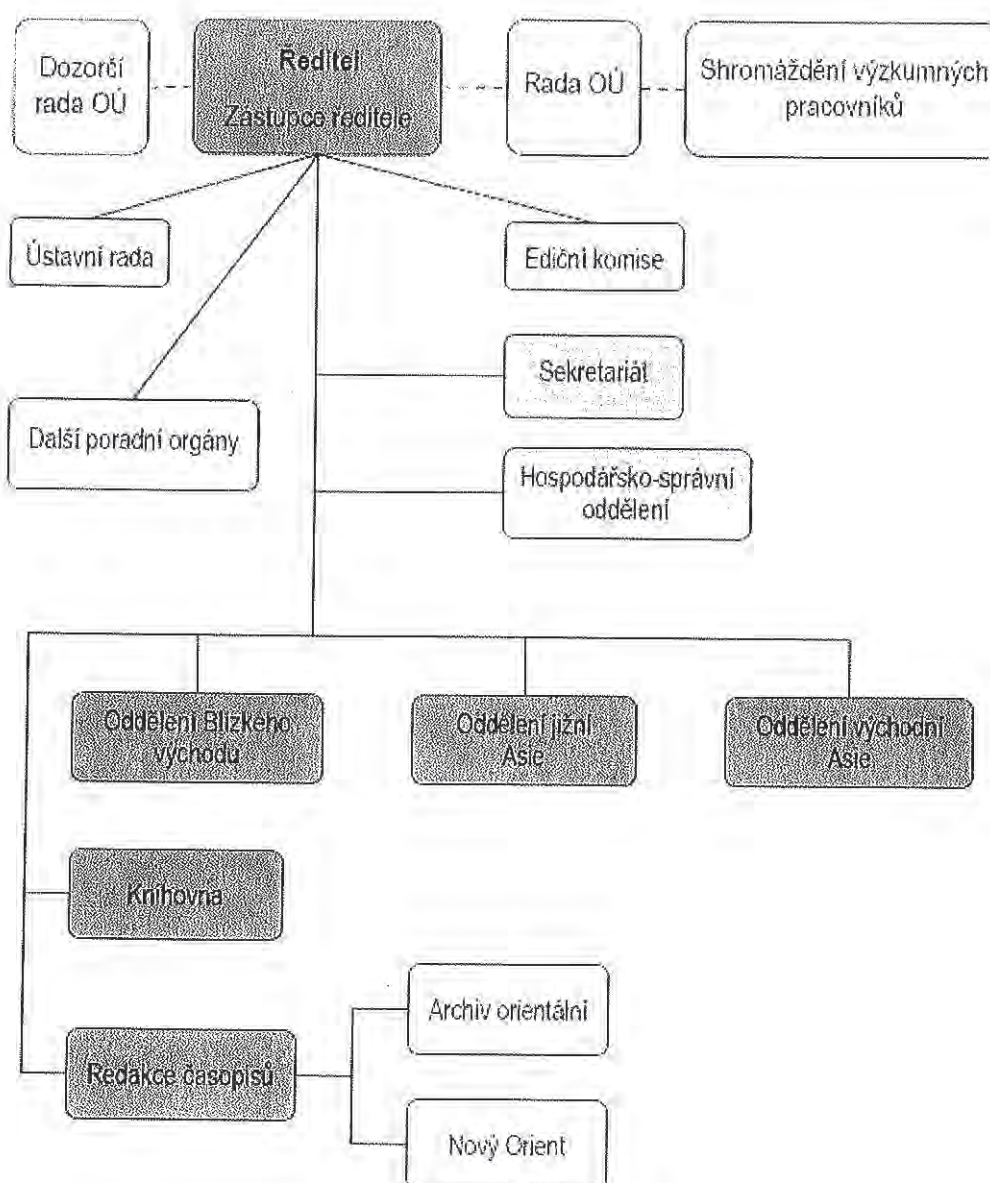 Dozorčí
rada OÚ
Ředitel
Zástupce ředitele
Rada OÚ
Shromáždění výzkumných
pracovníků
Ústavní rada
Ediční komise
Sekretariát
Další poradní orgány
Hospodářsko-správní
oddělení
Oddělení Blízkého
východu
Oddělení jižní
Asie
Oddělení východní
Asie
Knihovna
Archiv orientální
Redakce časopisů
Nový Orient